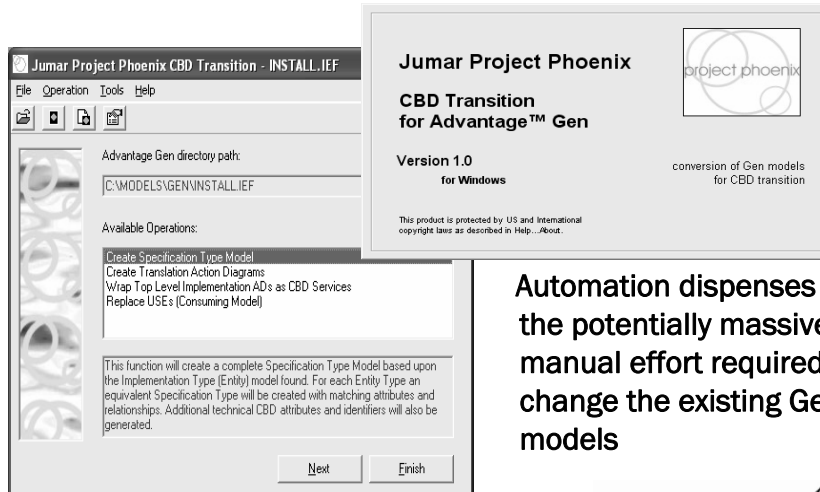 Jumar Project Phoenix CBD Transition - INSTALL.IEF
File Operation Tools Help
Advantage Gen directory path:
C:\MODELS\GEN\INSTALL.IEF
Available Operations:
Create Specification Type Model
Create Translation Action Diagrams
Wrap Top Level Implementation ADs as CBD Services
Replace USEs (Consuming Model)
This function will create a complete Specification Type Model based upon
the Implementation Type (Entity) model found. For each Entity Type an
equivalent Specification Type will be created with matching attributes and
relationships. Additional technical CBD attributes and identifiers will also be
generated.
Next Finish
Jumar Project Phoenix
project phoenix
CBD Transition
for Advantage™ Gen
Version 1.0
for Windows
conversion of Gen models
for CBD transition
This product is protected by US and International
copyright laws as described in Help...About.
Automation dispenses
the potentially massive
manual effort required
change the existing Ge
models